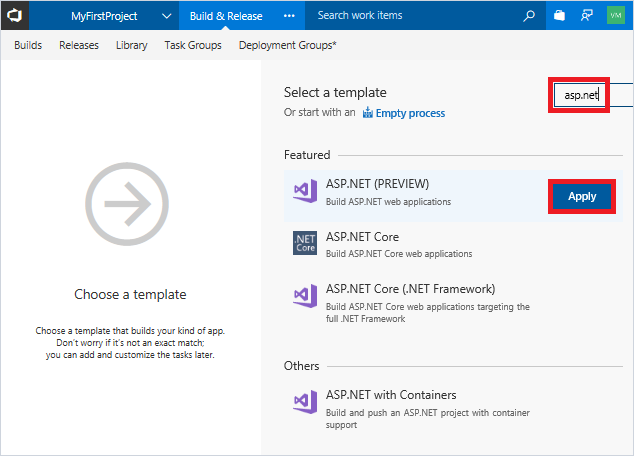 MyFirstProject
Build & Release
Search work items
VM
Builds
Releases
Library
Task Groups
Deployment Groups*
Select a template
asp.net
Or start with an Empty process
Featured
ASP.NET (PREVIEW)
Build ASP.NET web applications
Apply
.NET
Core
ASP.NET Core
Build ASP.NET Core web applications
ASP.NET Core (.NET Framework)
Build ASP.NET Core web applications targeting the
full .NET Framework
Others
ASP.NET with Containers
Build and push an ASP.NET project with container
support
Choose a template
Choose a template that builds your kind of app.
Don't worry if it's not an exact match;
you can add and customize the tasks later.